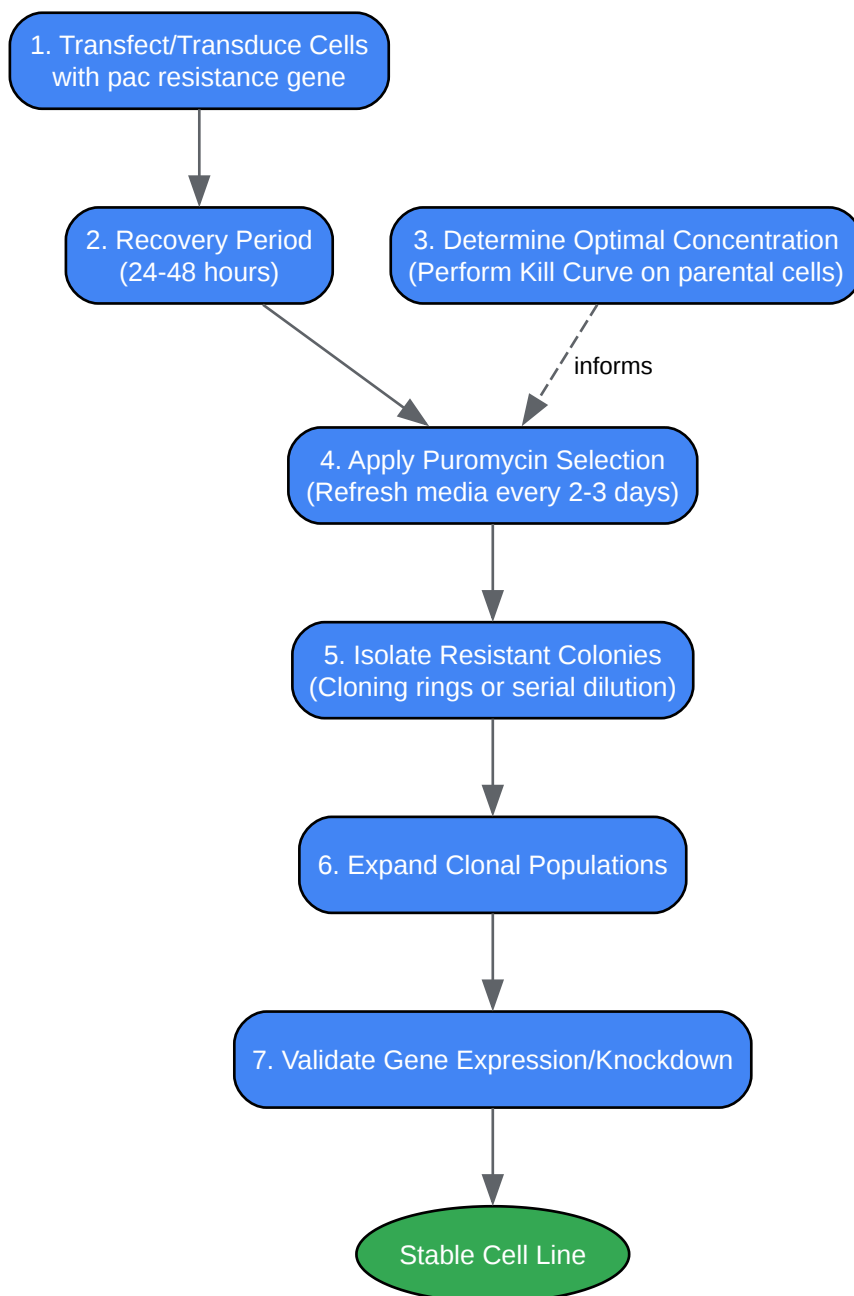 1. Transfect/Transduce Cells
with pac resistance gene
2. Recovery Period
(24-48 hours)
3. Determine Optimal Concentration
(Perform Kill Curve on parental cells)
informs
4. Apply Puromycin Selection
(Refresh media every 2-3 days)
5. Isolate Resistant Colonies
(Cloning rings or serial dilution)
6. Expand Clonal Populations
7. Validate Gene Expression/Knockdown
Stable Cell Line